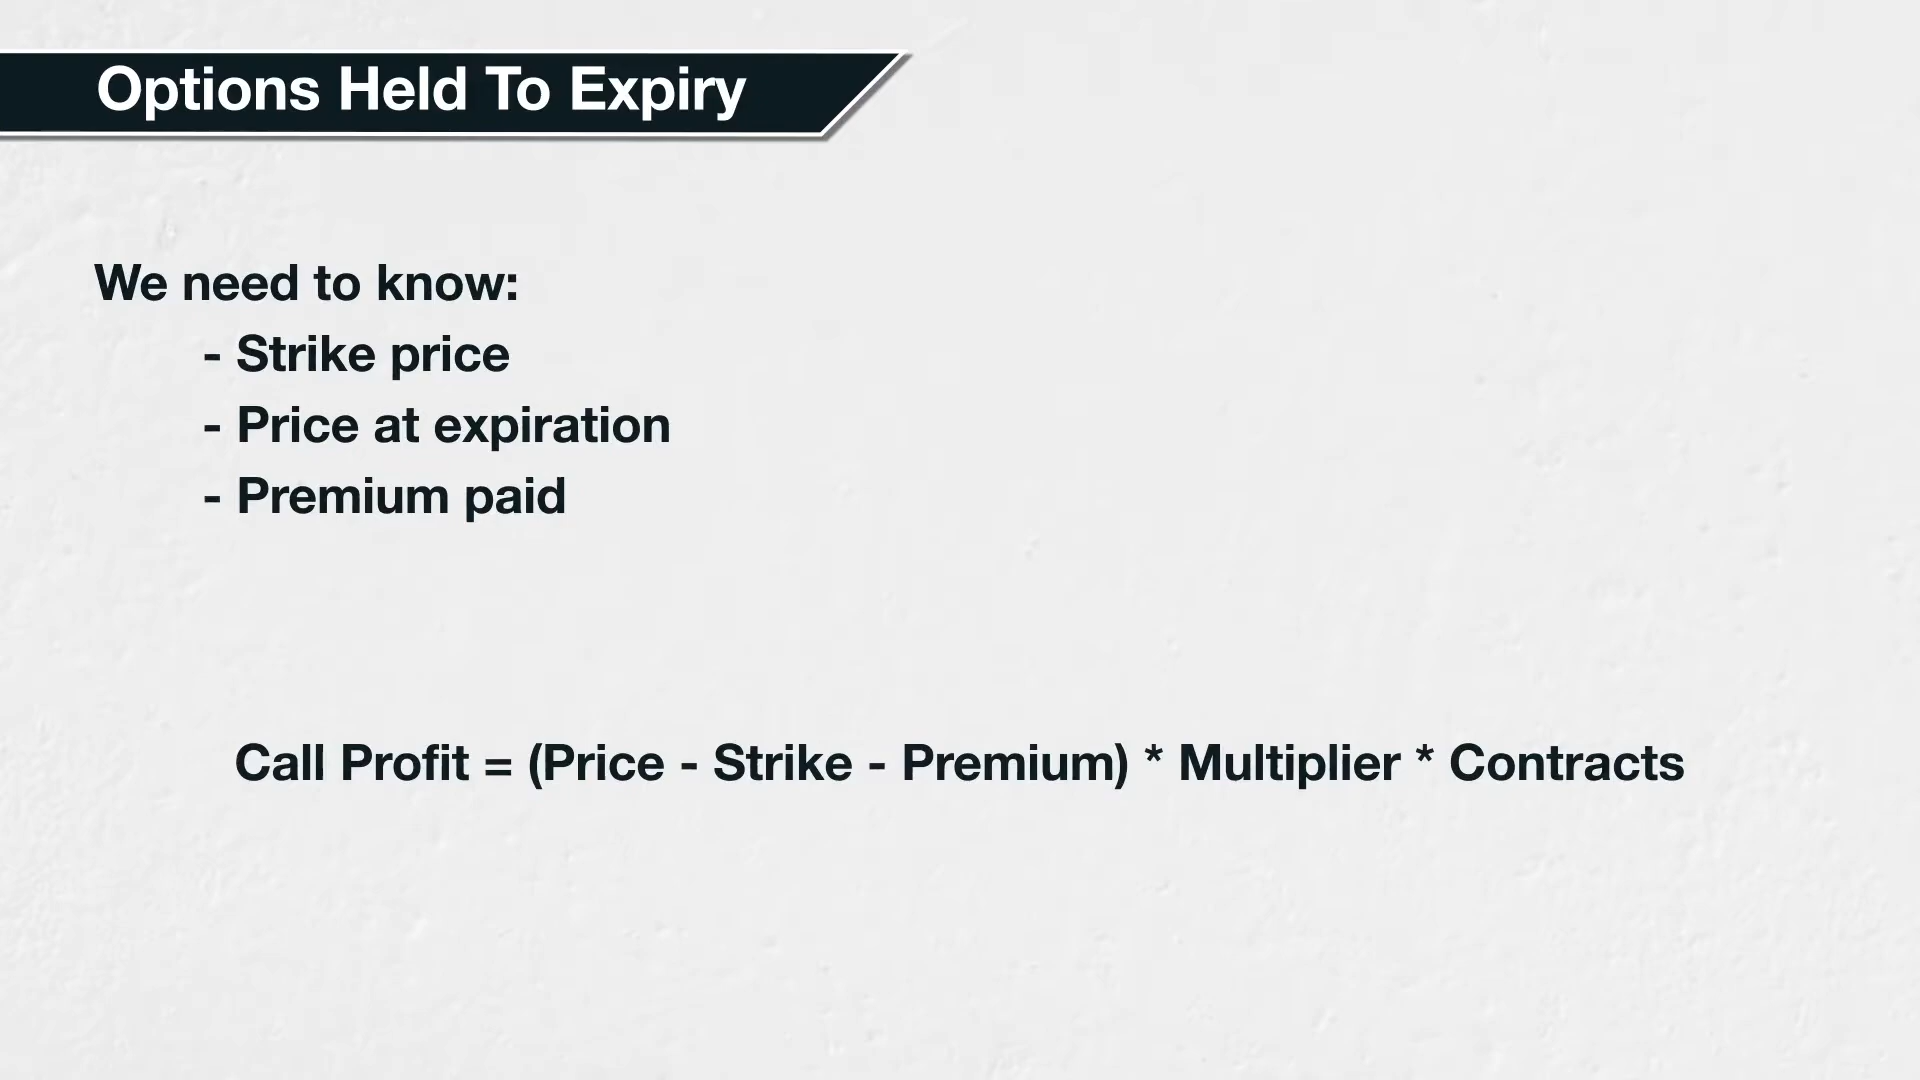 Options Held To Expiry
We need to know:
- Strike price
- Price at expiration
- Premium paid
Call Profit = (Price - Strike - Premium) * Multiplier * Contracts